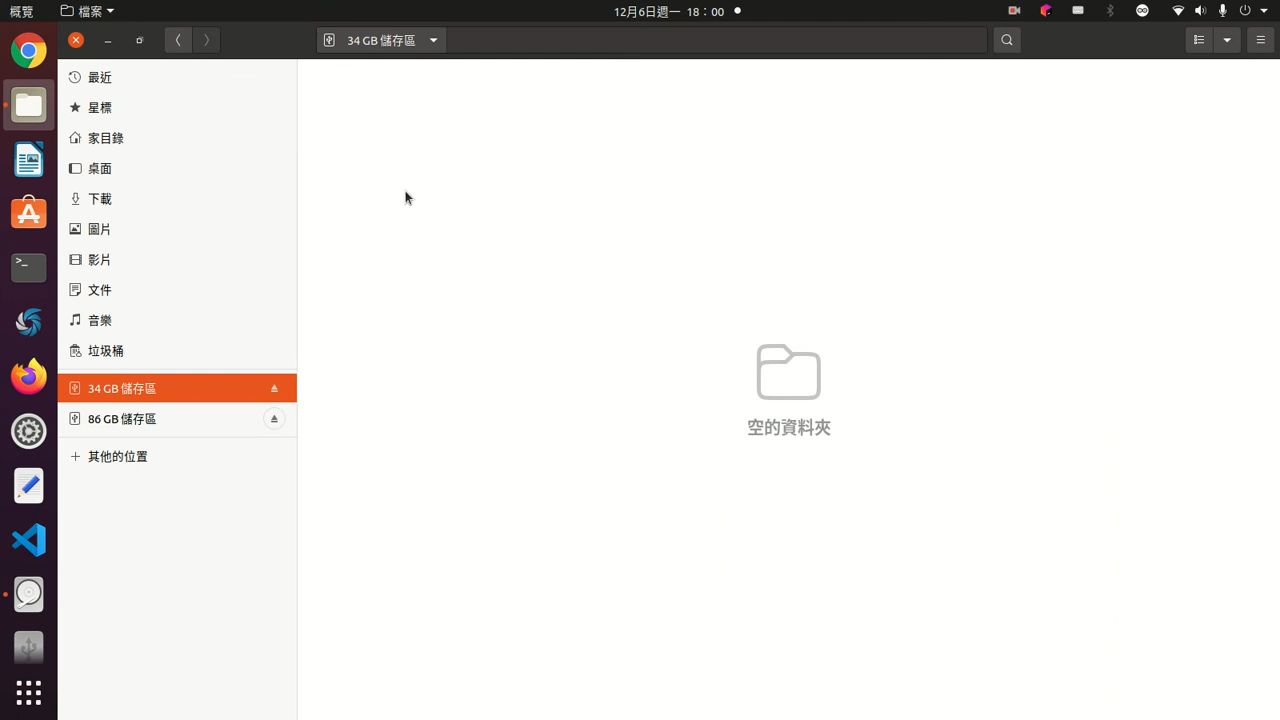 概覽 檔案 12月6日週一 18：00
34 GB 儲存區
最近
星標
家目錄
桌面
下載
圖片
影片
文件
音樂
垃圾桶
34 GB 儲存區
86 GB 儲存區
其他的位置
空的資料夾